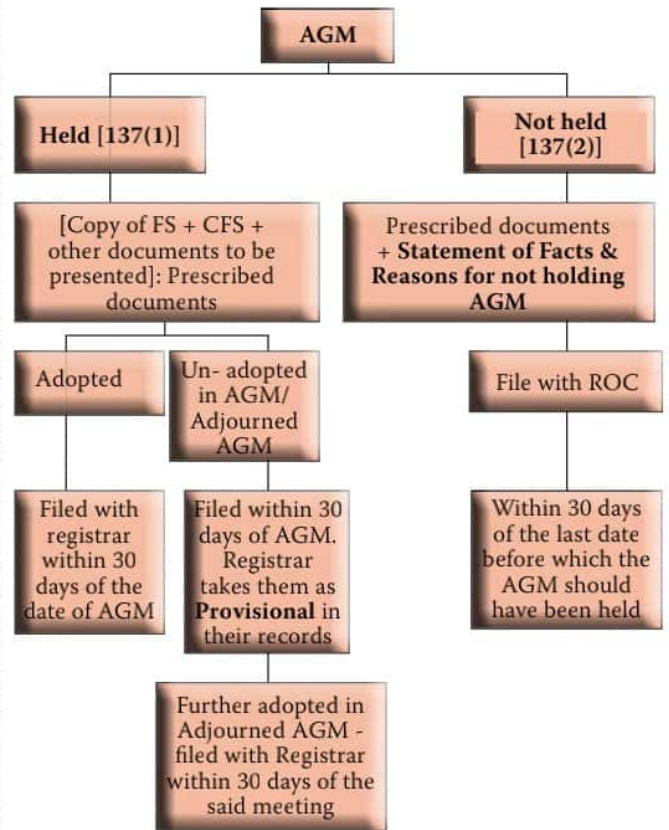 AGM
Held [137(1)]
Not held
[137(2)]
[Copy of FS + CFS +
other documents to be
presented]: Prescribed
documents
Prescribed documents
+ Statement of Facts &
Reasons for not holding
AGM
Adopted
Un- adopted
in AGM/
Adjourned
AGM
File with ROC
Filed with
registrar
within 30
days of the
date of AGM
Filed within 30
days of AGM.
Registrar
takes them as
Provisional in
their records
Within 30 days
of the last date
before which the
AGM should
have been held
Further adopted in
Adjourned AGM -
filed with Registrar
within 30 days of the
said meeting